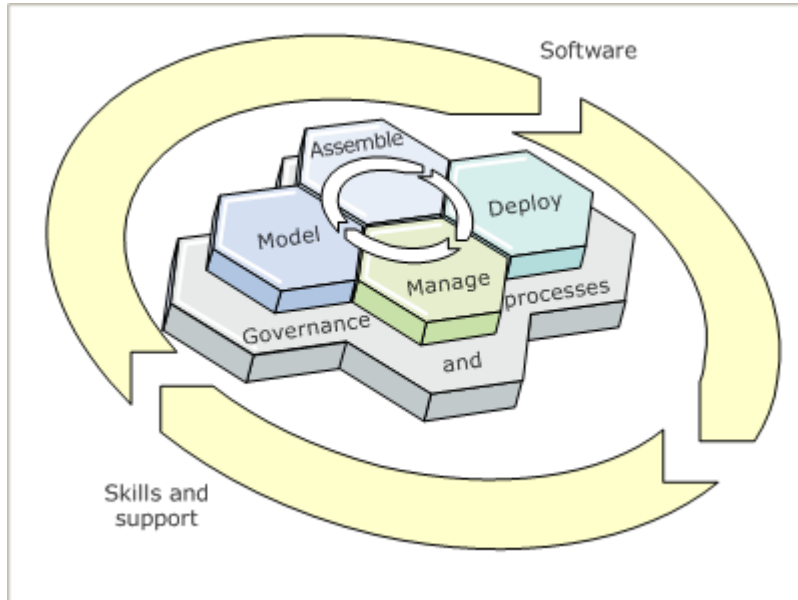 Software
Assemble
Deploy
Model
Manage
Governance
and
processes
Skills and
support